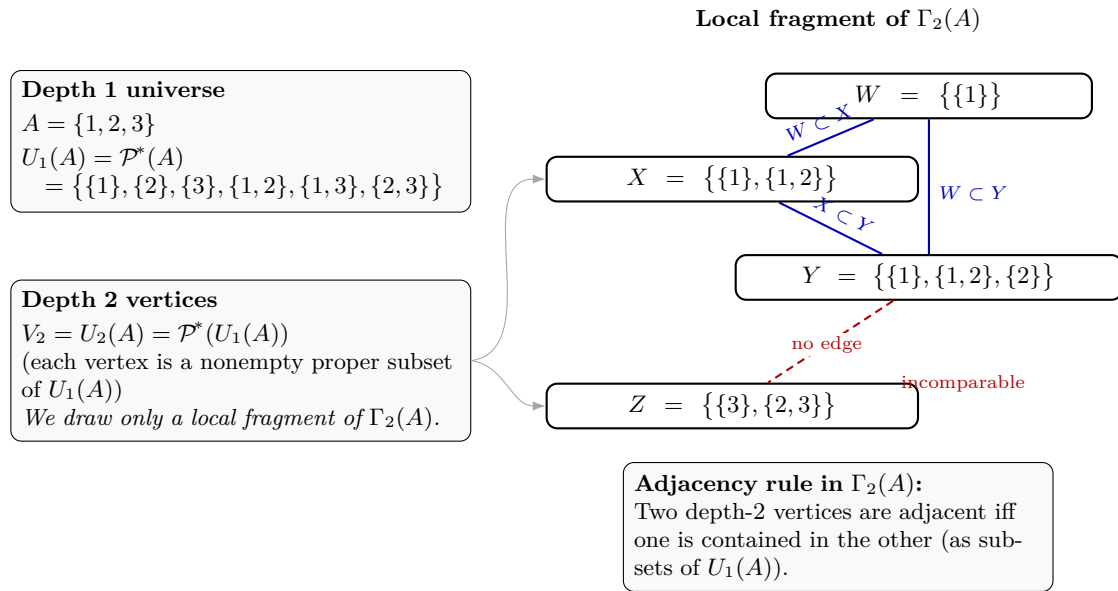 Local fragment of Γ₂(A)
Depth 1 universe
A = {1, 2, 3}
U₁(A) = 𝒫*(A)
= {{1}, {2}, {3}, {1, 2}, {1, 3}, {2, 3}}
Depth 2 vertices
V₂ = U₂(A) = 𝒫*(U₁(A))
(each vertex is a nonempty proper subset
of U₁(A))
We draw only a local fragment of Γ₂(A).
W = {{1}}
W ⊂ X
X = {{1}, {1, 2}}
W ⊂ Y
X ⊂ Y
Y = {{1}, {1, 2}, {2}}
no edge
incomparable
Z = {{3}, {2, 3}}
Adjacency rule in Γ₂(A):
Two depth-2 vertices are adjacent iff
one is contained in the other (as sub-
sets of U₁(A)).